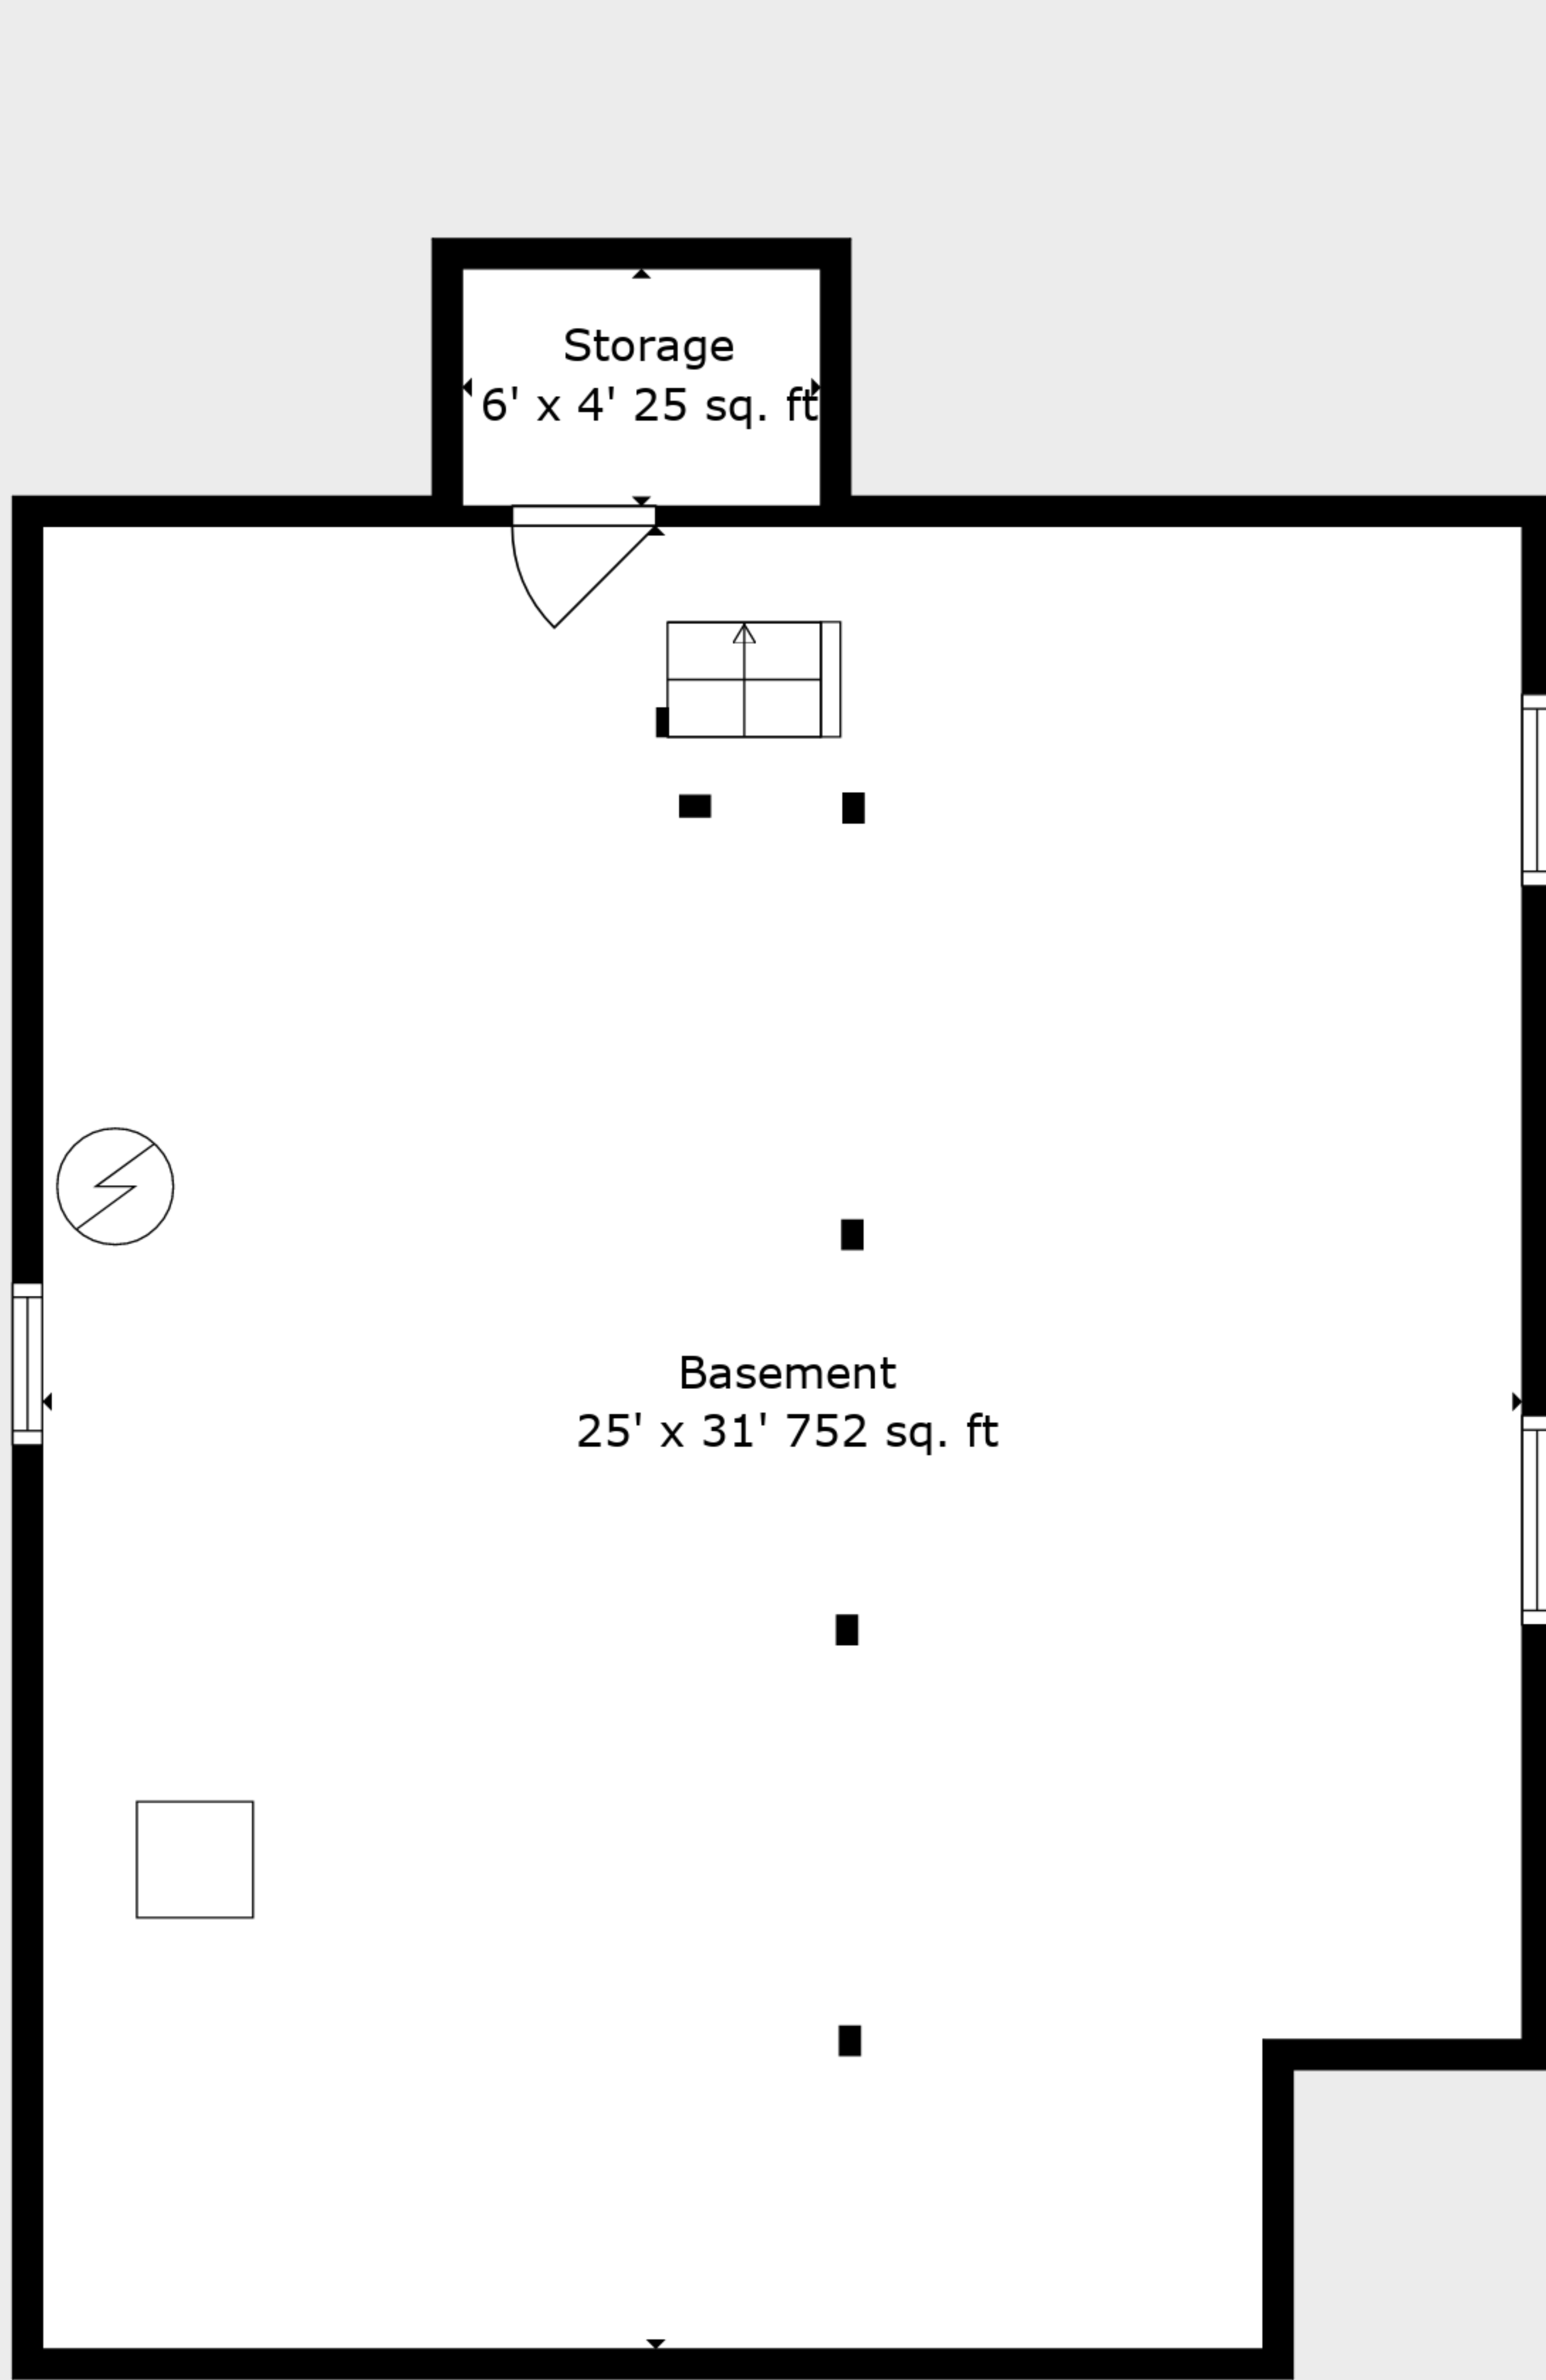 Storage
6' x 4' 25 sq. ft
Basement
25' x 31' 752 sq. ft